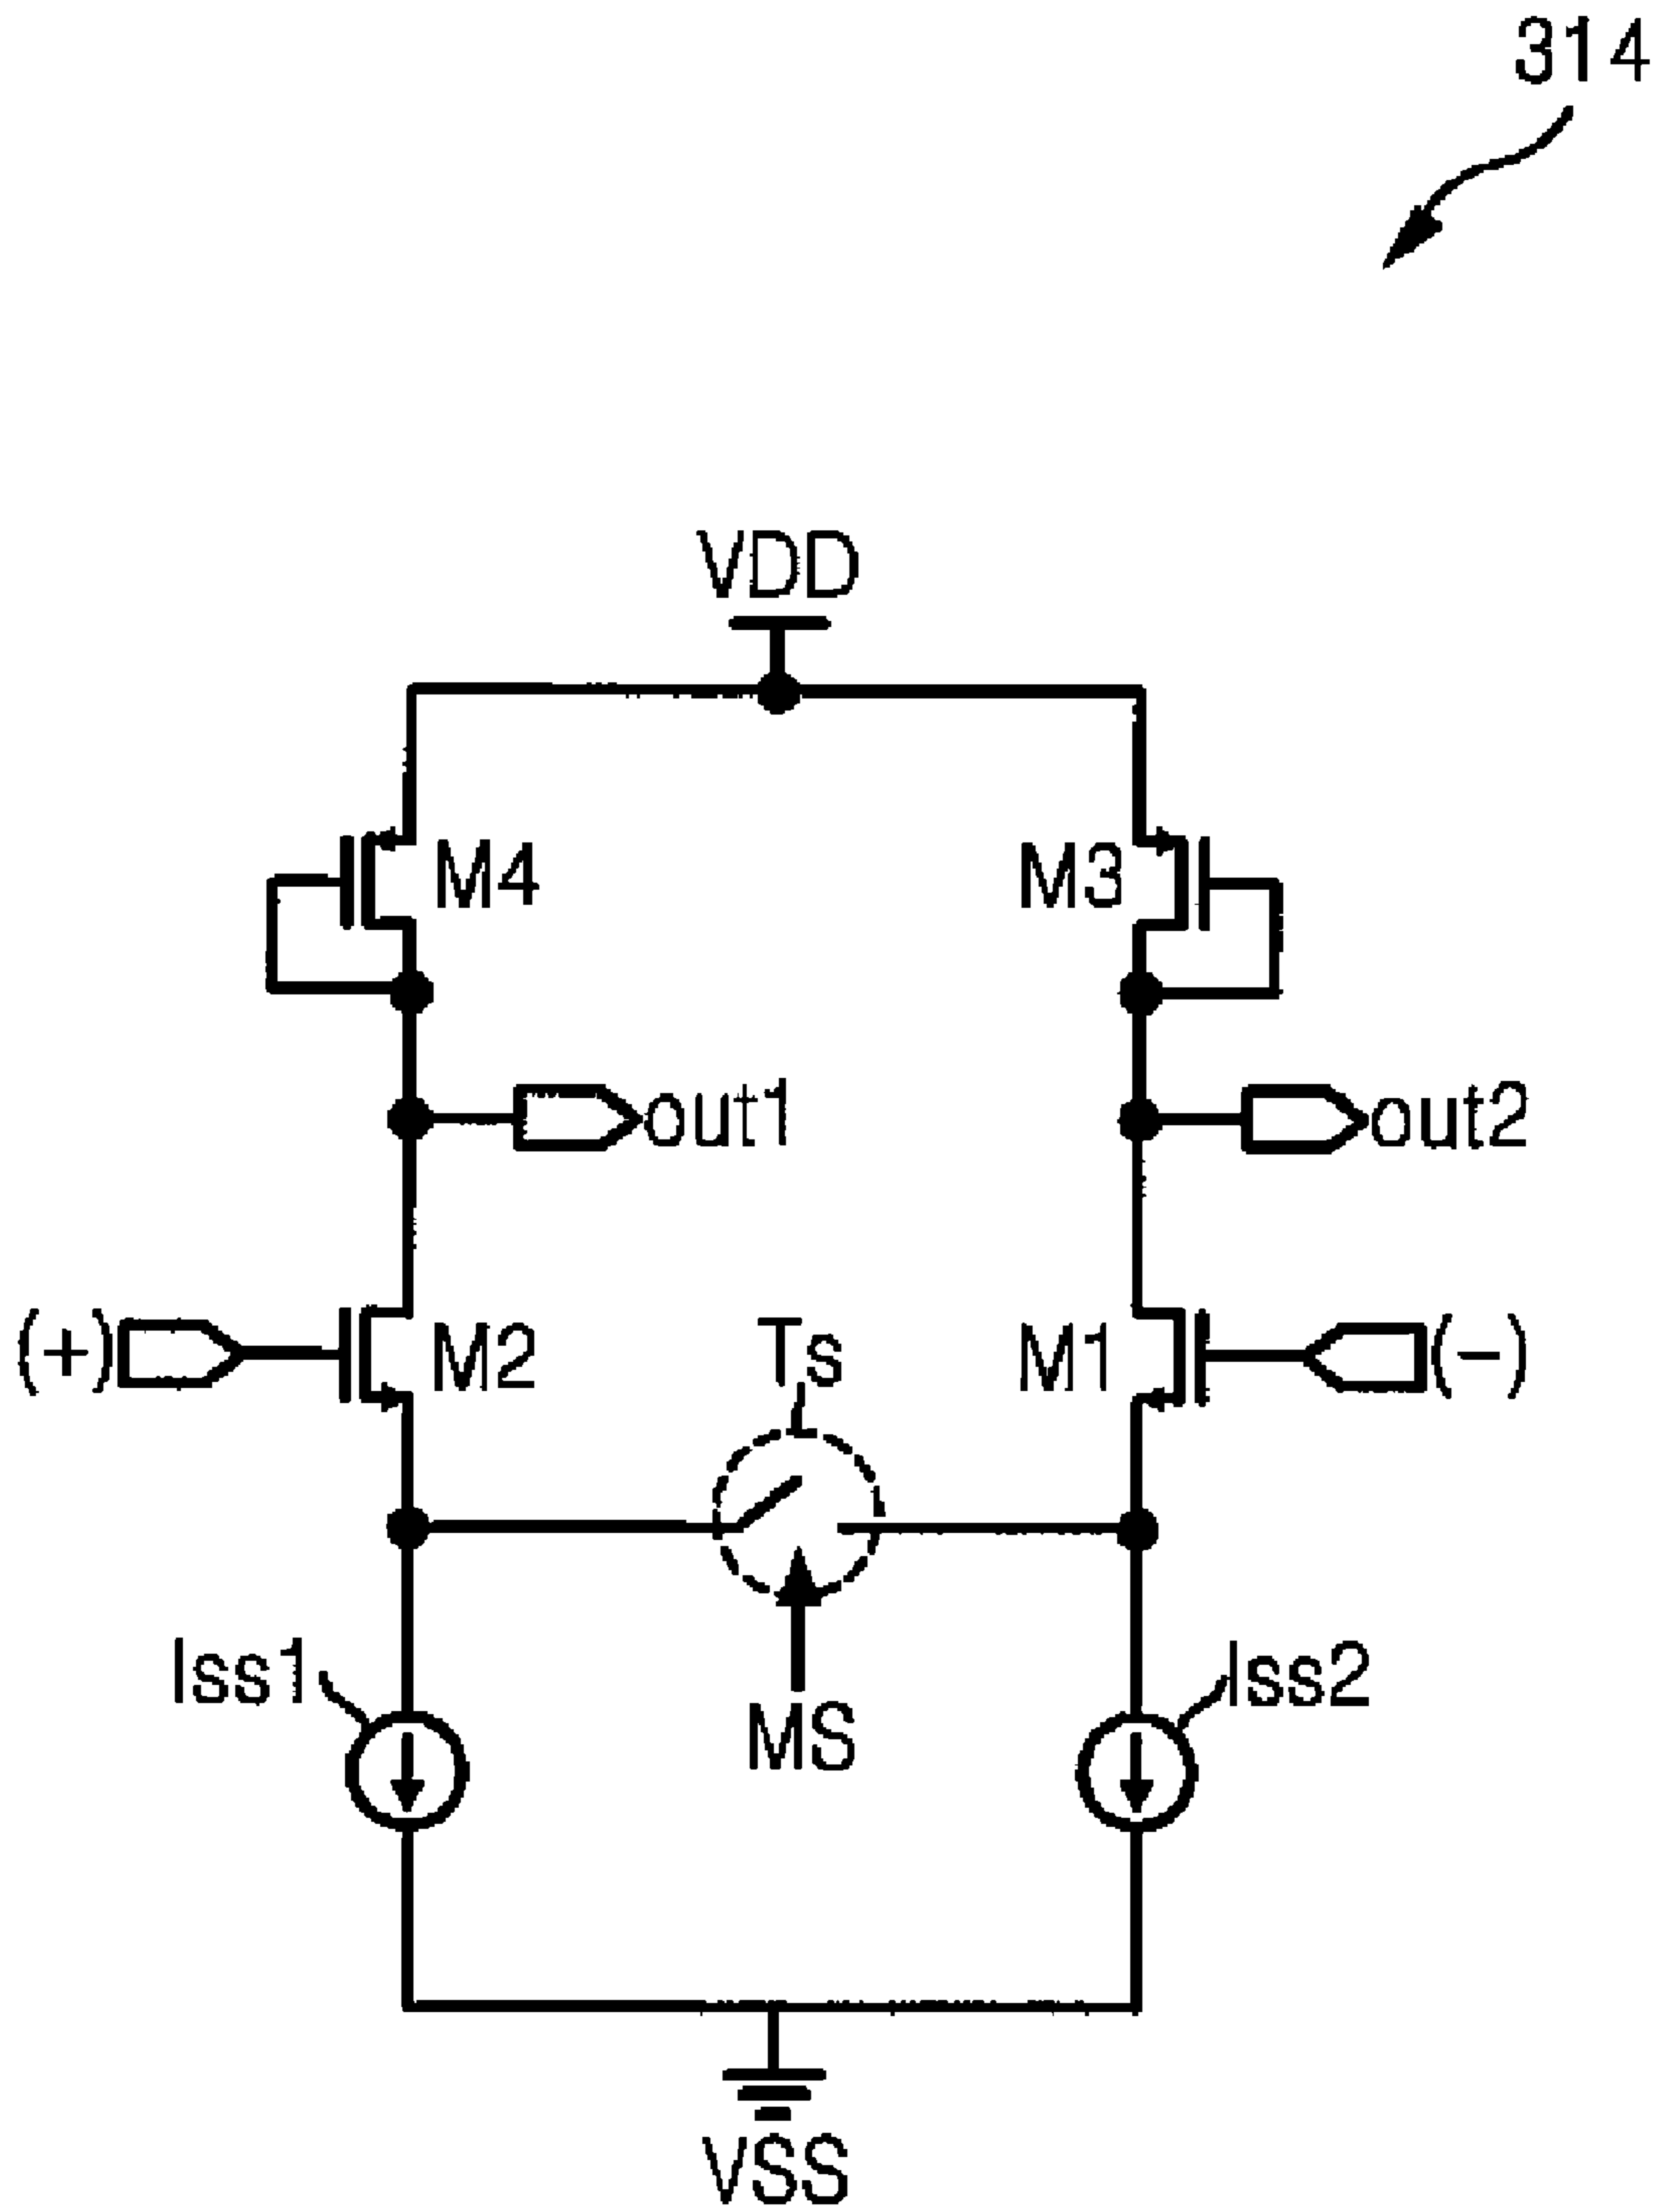 314
VDD
M4
M3
out1
out2
(+)
M2
Ts
M1
(-)
Iss1
MS
Iss2
VSS